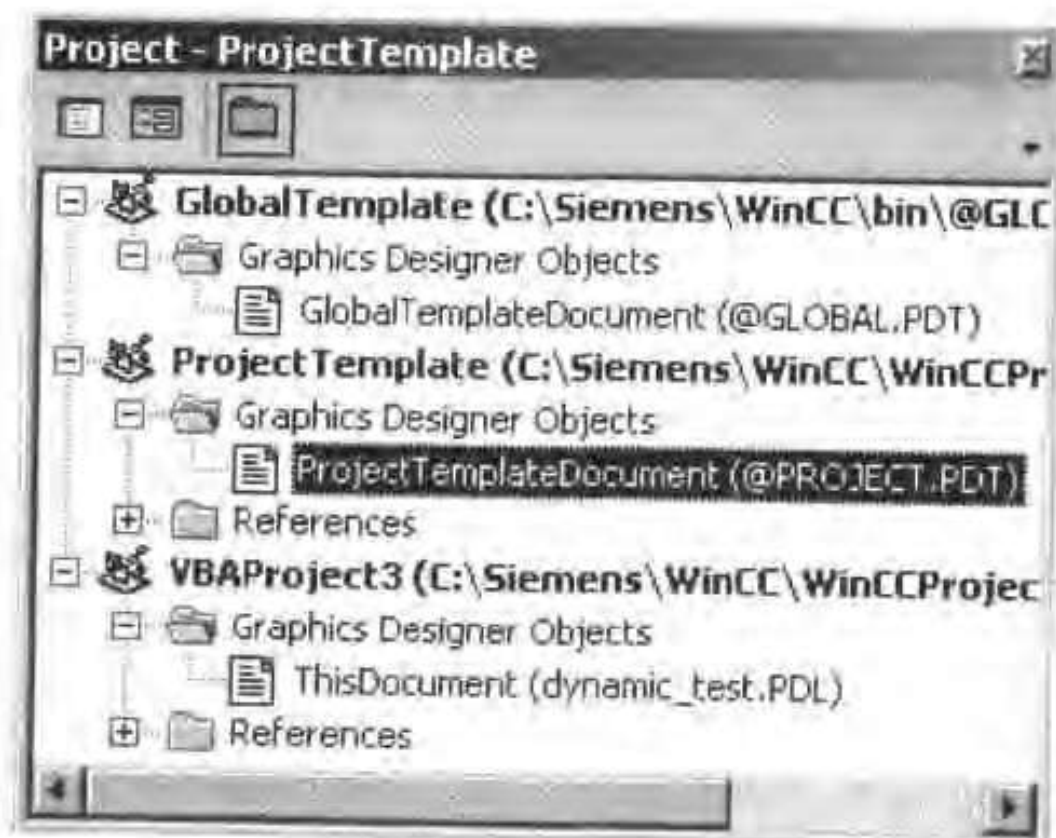 Project - ProjectTemplate
GlobalTemplate (C:\Siemens\WinCC\bin\@GLC
Graphics Designer Objects
GlobalTemplateDocument (@GLOBAL.PDT)
ProjectTemplate (C:\Siemens\WinCC\WinCCPr
Graphics Designer Objects
ProjectTemplateDocument (@PROJECT.PDT)
References
VBAProject3 (C:\Siemens\WinCC\WinCCProjec
Graphics Designer Objects
ThisDocument (dynamic_test.PDL)
References